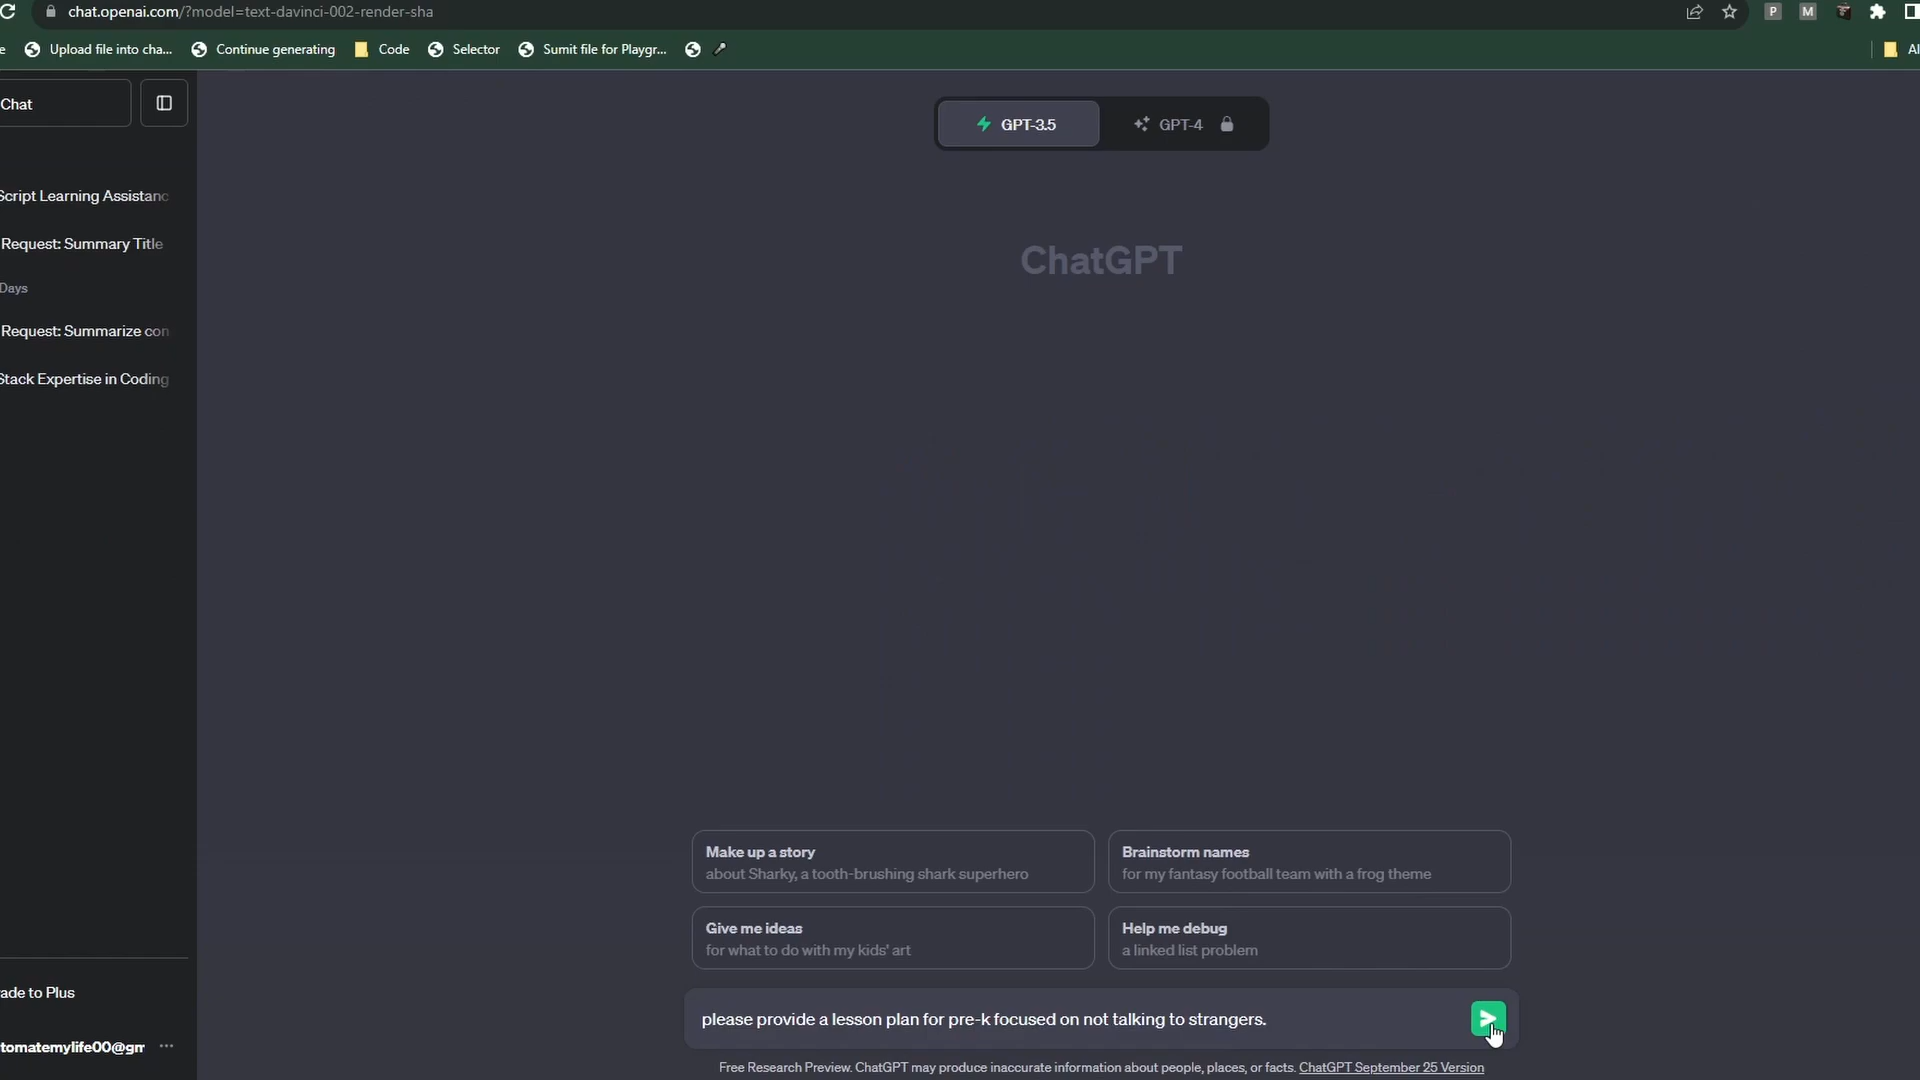 chat.openai.com/?model=text-davinci-002-render-sha
P M
e Upload file into cha... Continue generating Code Selector Sumit file for Playgr... Al
Chat
GPT-3.5 GPT-4
Script Learning Assistanc
Request: Summary Title
ChatGPT
Days
Request: Summarize con
Stack Expertise in Coding
Make up a story
about Sharky, a tooth-brushing shark superhero
Brainstorm names
for my fantasy football team with a frog theme
Give me ideas
for what to do with my kids' art
Help me debug
a linked list problem
ade to Plus
please provide a lesson plan for pre-k focused on not talking to strangers.
tomatemylife00@gm
Free Research Preview. ChatGPT may produce inaccurate information about people, places, or facts. ChatGPT September 25 Version